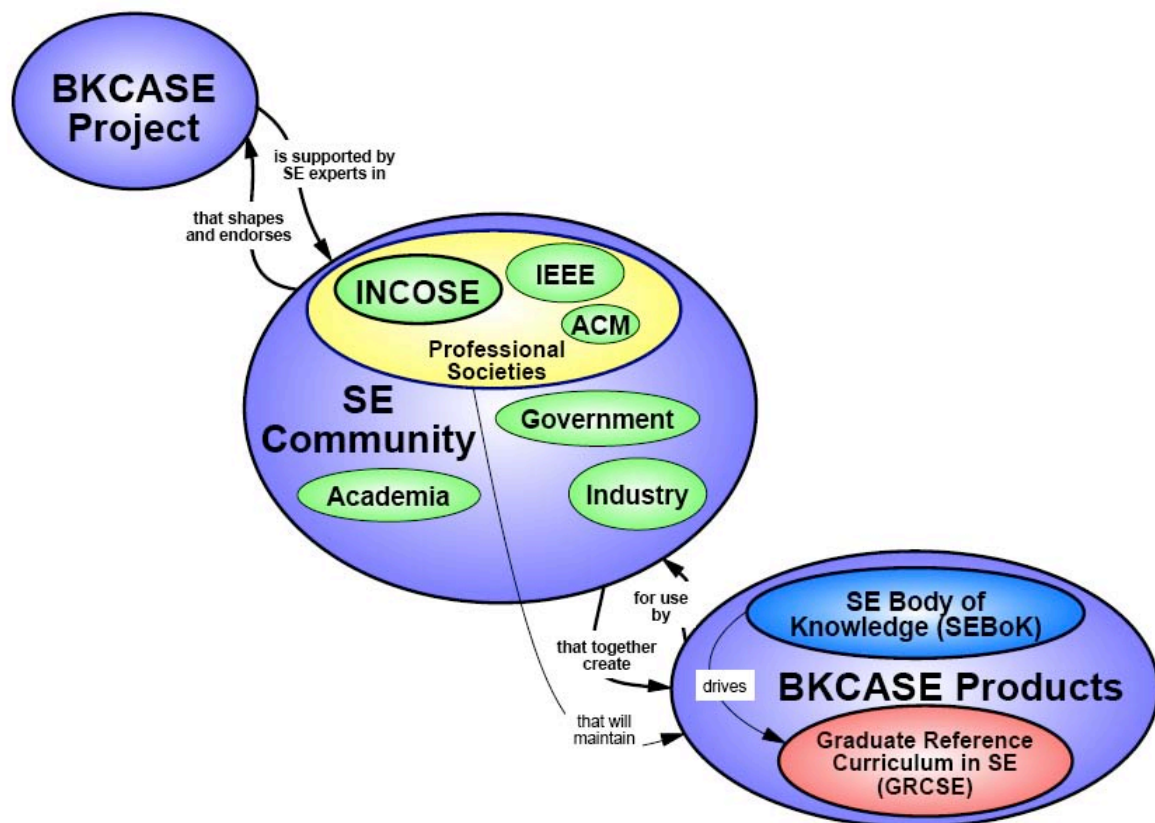 BKCASE
Project
is supported by
SE experts in
that shapes
and endorses
INCOSE
IEEE
ACM
Professional
Societies
SE
Community
Government
Academia
Industry
for use
by
that together
create
that will
maintain
SE Body of
Knowledge (SEBoK)
drives
BKCASE Products
Graduate Reference
Curriculum in SE
(GRCSE)